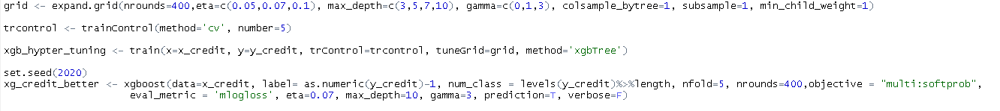 grid <- expand.grid(nrounds=400,eta=c(0.05,0.07,0.1), max_depth=c(3,5,7,10), gamma=c(0,1,3), colsample_bytree=1, subsample=1, min_child_weight=1)
trcontrol <- trainControl(method='cv', number=5)
xgb_hypter_tuning <- train(x=x_credit, y=y_credit, trControl=trcontrol, tuneGrid=grid, method='xgbTree')
set.seed(2020)
xg_credit_better <- xgboost(data=x_credit, label= as.numeric(y_credit)-1, num_class = levels(y_credit)%>%length, nfold=5, nrounds=400,objective = "multi:softprob",
eval_metric = 'mlogloss', eta=0.07, max_depth=10, gamma=3, prediction=T, verbose=F)